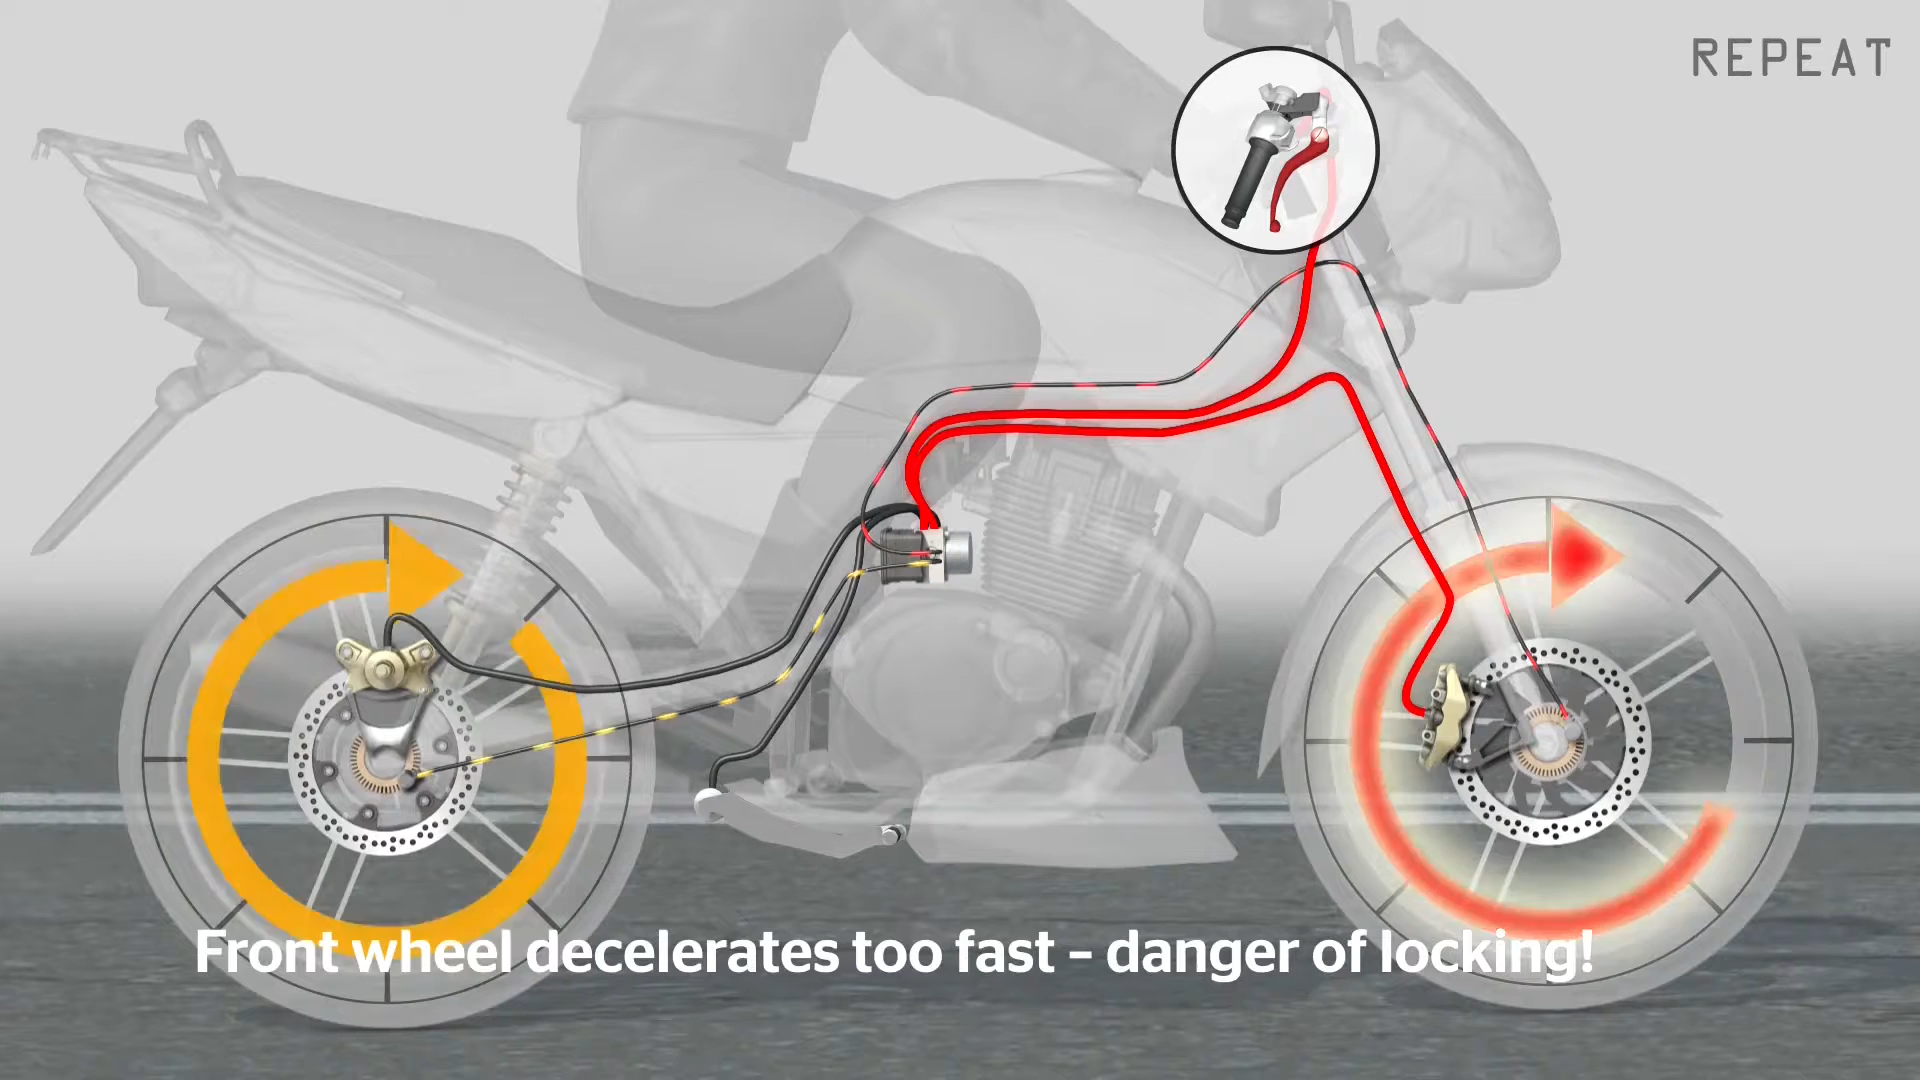 REPEAT
Front wheel decelerates too fast – danger of locking!